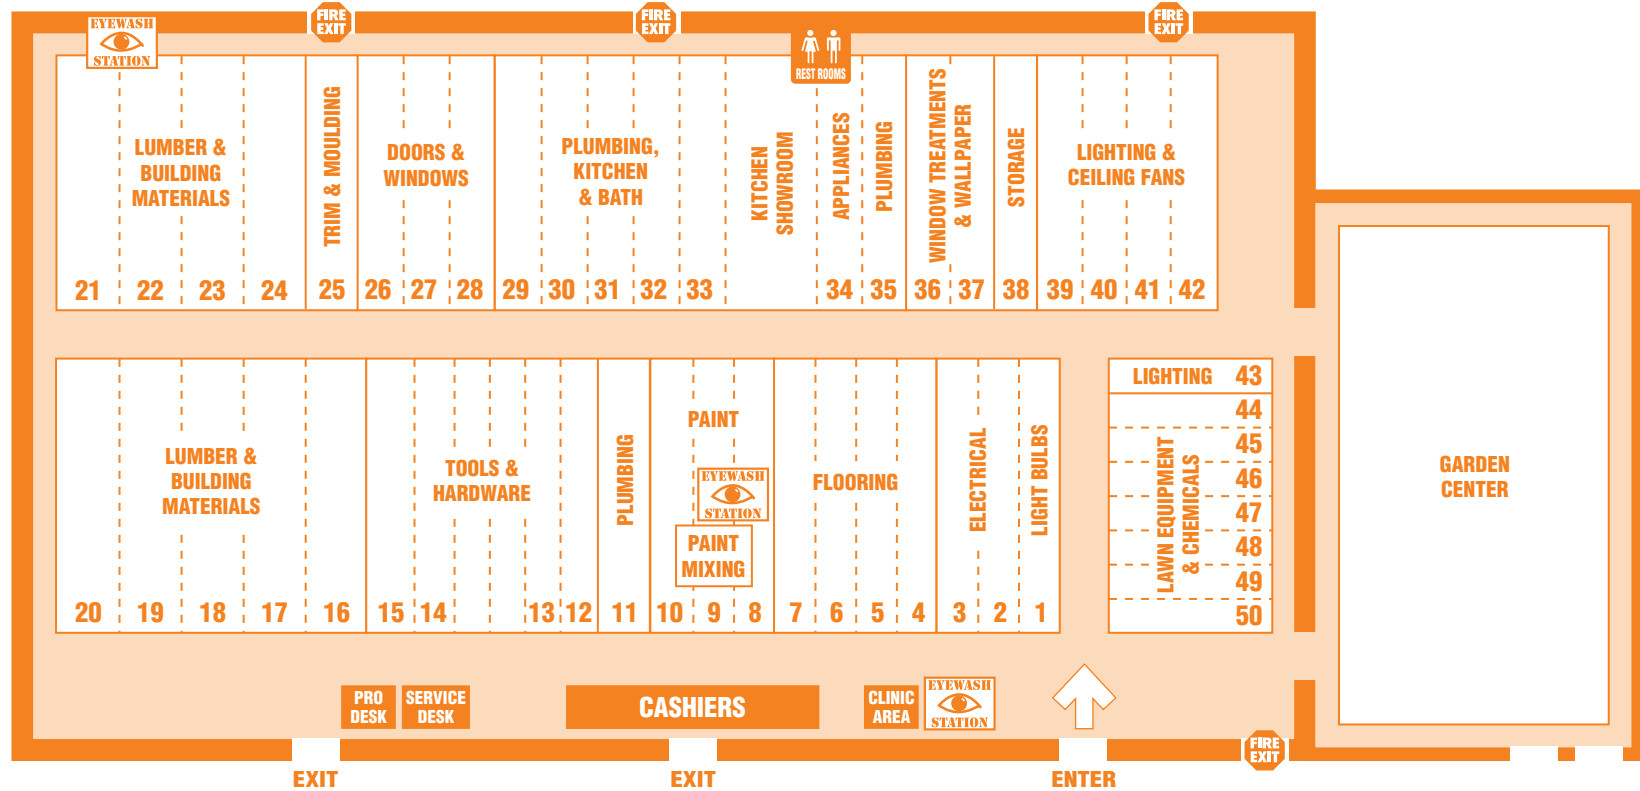 FIRE
EXIT
FIRE
EXIT
FIRE
EXIT
EYEWASH
STATION
REST ROOMS
LUMBER &
BUILDING
MATERIALS
TRIM & MOULDING
DOORS &
WINDOWS
PLUMBING,
KITCHEN
& BATH
KITCHEN
SHOWROOM
APPLIANCES
PLUMBING
WINDOW TREATMENTS
& WALLPAPER
STORAGE
LIGHTING &
CEILING FANS
21 22 23 24 25 26 27 28 29 30 31 32 33 34 35 36 37 38 39 40 41 42
LUMBER &
BUILDING
MATERIALS
TOOLS &
HARDWARE
PLUMBING
PAINT
EYEWASH
STATION
PAINT
MIXING
FLOORING
ELECTRICAL
LIGHT BULBS
20 19 18 17 16 15 14 13 12 11 10 9 8 7 6 5 4 3 2 1
LIGHTING 43
44
45
46
47
48
49
50
LAWN EQUIPMENT
& CHEMICALS
GARDEN
CENTER
PRO
DESK
SERVICE
DESK
CASHIERS
CLINIC
AREA
EYEWASH
STATION
FIRE
EXIT
EXIT
EXIT
ENTER